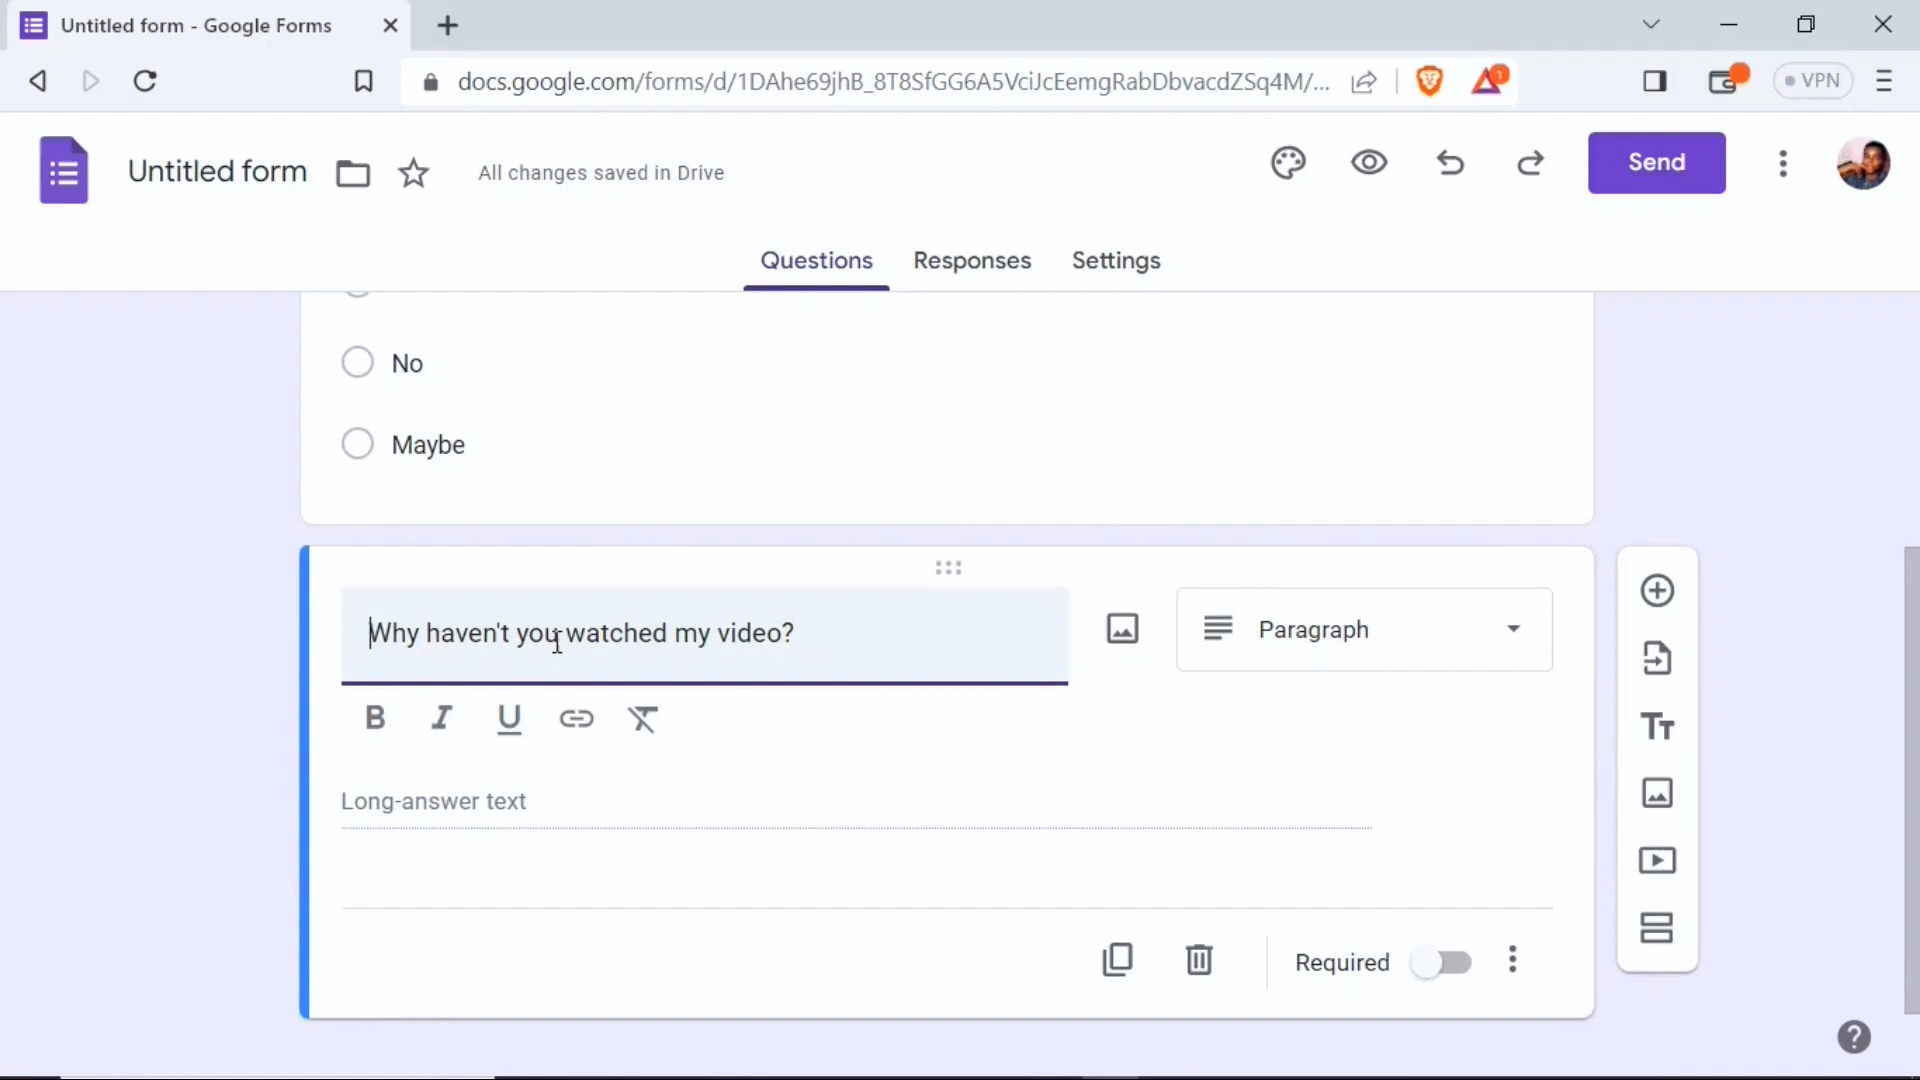 Untitled form - Google Forms
docs.google.com/forms/d/1DAhe69jhB_8T8SfGG6A5VciJcEemgRabDbvacdZSq4M/...
1
VPN
Untitled form
All changes saved in Drive
Send
Questions
Responses
Settings
No
Maybe
Why haven't you watched my video?
Paragraph
B I U
Long-answer text
Required